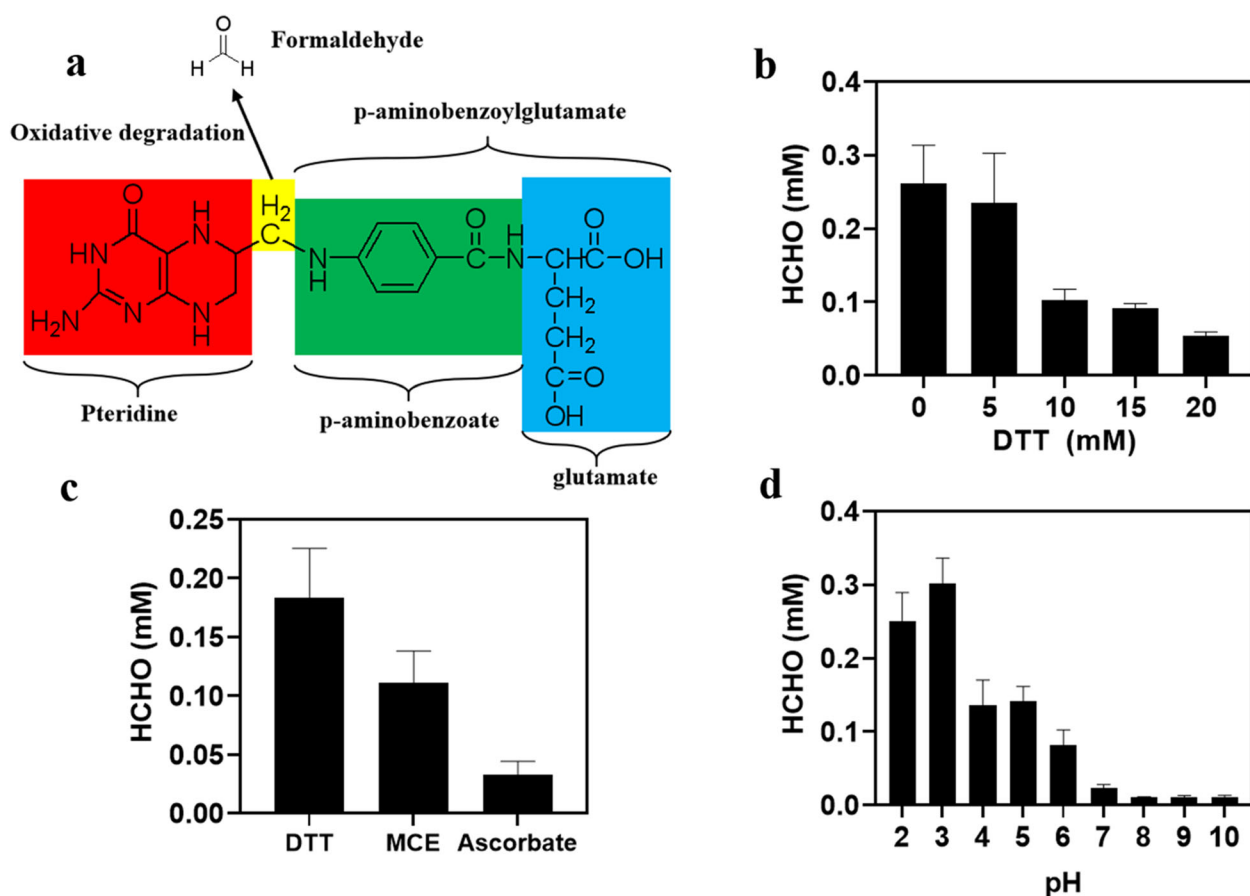 a
O
H H
Formaldehyde
Oxidative degradation
p-aminobenzoylglutamate
O
HN
H₂N
N
N
H
H
N
N
H
H₂
C
N
H
O
C
H
N
CH
O
C
OH
CH₂
CH₂
C=O
OH
Pteridine
p-aminobenzoate
glutamate
b
HCHO (mM)
0.4
0.3
0.2
0.1
0.0
0 5 10 15 20
DTT (mM)
c
HCHO (mM)
0.25
0.20
0.15
0.10
0.05
0.00
DTT MCE Ascorbate
d
HCHO (mM)
0.4
0.3
0.2
0.1
0.0
2 3 4 5 6 7 8 9 10
pH